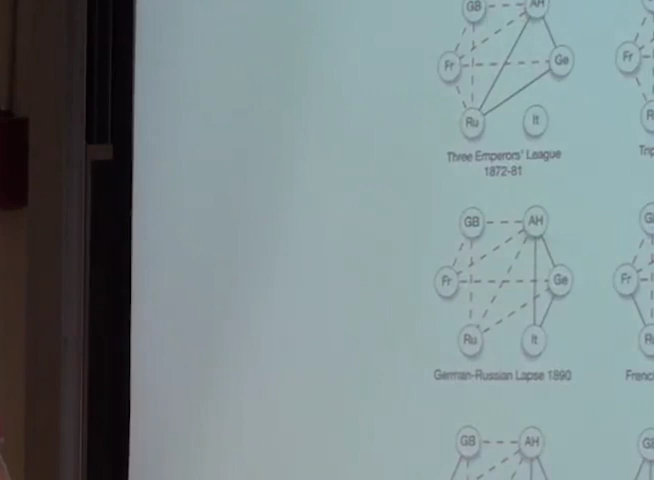 GB AH
Fr Ge Fr
Ru It
Three Emperors' League
1872-81
GB AH
Fr Ge Fr
Ru It
German-Russian Lapse 1890
GB AH